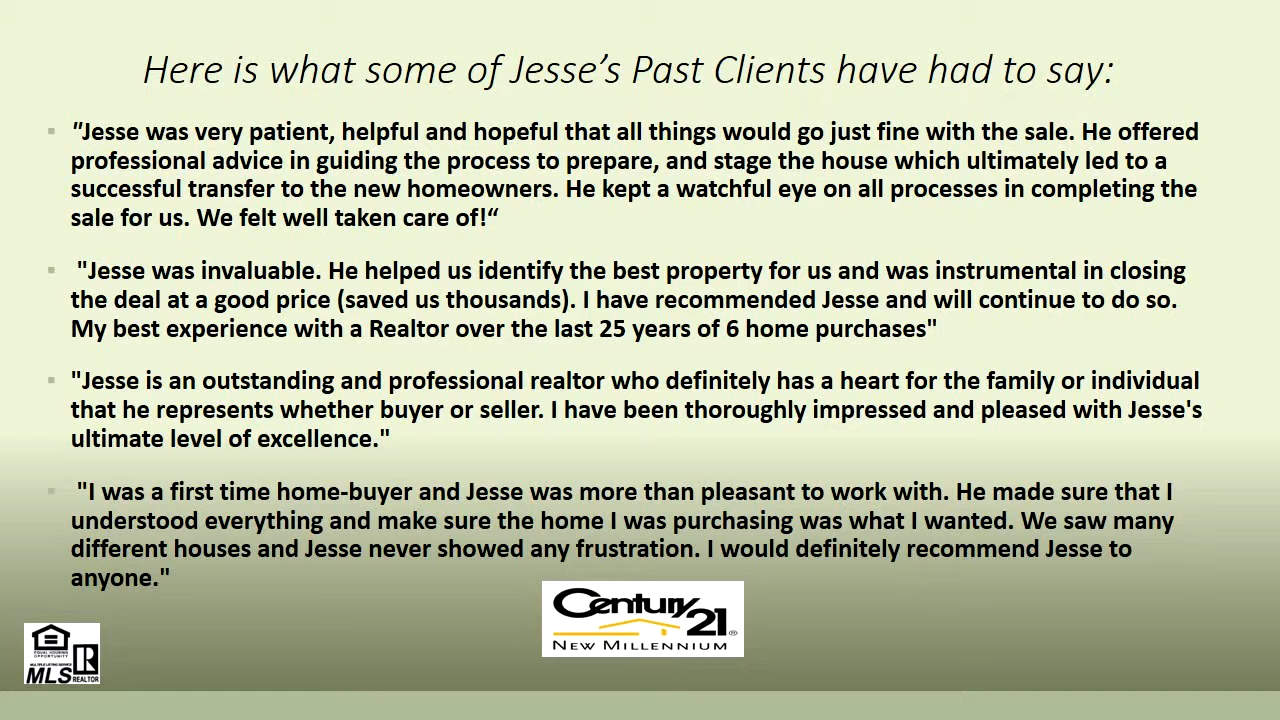 Here is what some of Jesse’s Past Clients have had to say:
"Jesse was very patient, helpful and hopeful that all things would go just fine with the sale. He offered
professional advice in guiding the process to prepare, and stage the house which ultimately led to a
successful transfer to the new homeowners. He kept a watchful eye on all processes in completing the
sale for us. We felt well taken care of!“
"Jesse was invaluable. He helped us identify the best property for us and was instrumental in closing
the deal at a good price (saved us thousands). I have recommended Jesse and will continue to do so.
My best experience with a Realtor over the last 25 years of 6 home purchases"
"Jesse is an outstanding and professional realtor who definitely has a heart for the family or individual
that he represents whether buyer or seller. I have been thoroughly impressed and pleased with Jesse's
ultimate level of excellence."
"I was a first time home-buyer and Jesse was more than pleasant to work with. He made sure that I
understood everything and make sure the home I was purchasing was what I wanted. We saw many
different houses and Jesse never showed any frustration. I would definitely recommend Jesse to
anyone."
Century
21®
NEW MILLENNIUM
EQUAL HOUSING
OPPORTUNITY
MULTIPLE LISTING SERVICE
MLS
R
REALTOR